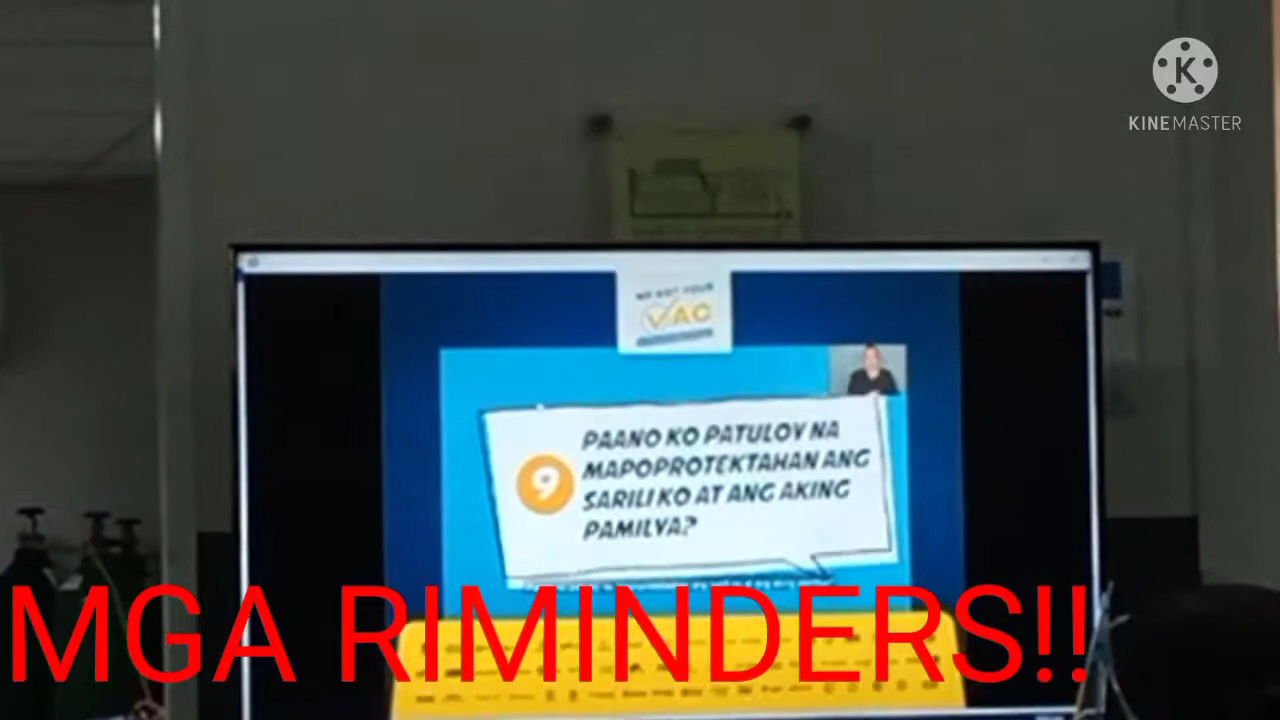 KINEMASTER
WE GOT YOUR
VAC
9
PAANO KO PATULOY NA
MAPOPROTEKTAHAN ANG
SARILI KO AT ANG AKING
PAMILYA?
MGA RIMINDERS!!